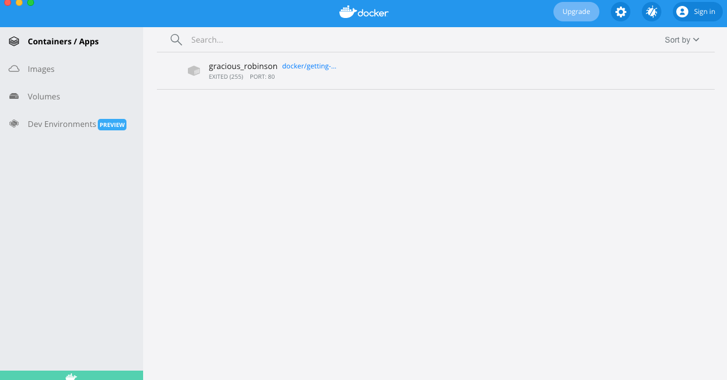 docker
Upgrade
Sign in
Containers / Apps
Images
Volumes
Dev Environments PREVIEW
Search...
Sort by
gracious_robinson docker/getting-...
EXITED (255) PORT: 80